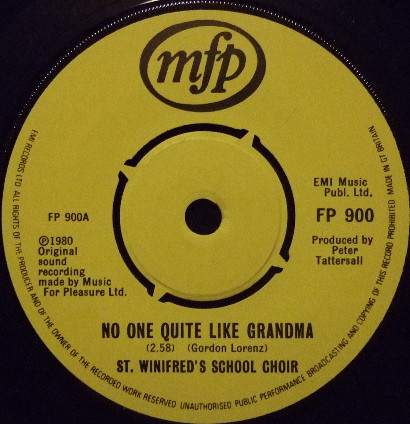 mfp
EMI Music
Publ. Ltd.
FP 900A
FP 900
℗1980
Original
sound
recording
made by Music
For Pleasure Ltd.
Produced by
Peter
Tattersall
NO ONE QUITE LIKE GRANDMA
(2.58) (Gordon Lorenz)
ST. WINIFRED'S SCHOOL CHOIR
EMI RECORDS LTD ALL RIGHTS OF THE PRODUCER AND OF THE OWNER OF THE RECORDED WORK RESERVED UNAUTHORISED PUBLIC PERFORMANCE BROADCASTING AND COPYING OF THIS RECORD PROHIBITED MADE IN GT BRITAIN